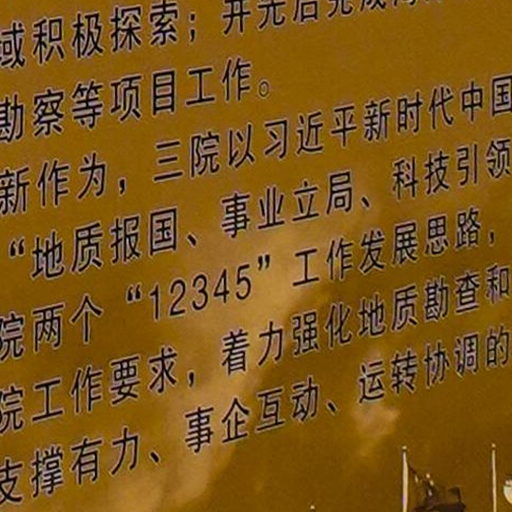 域积极探索；并先后完成
勘察等项目工作。
新作为，三院以习近平新时代中国
“地质报国、事业立局、科技引领
院两个“12345”工作发展思路，
院工作要求，着力强化地质勘查和
支撑有力、事企互动、运转协调的